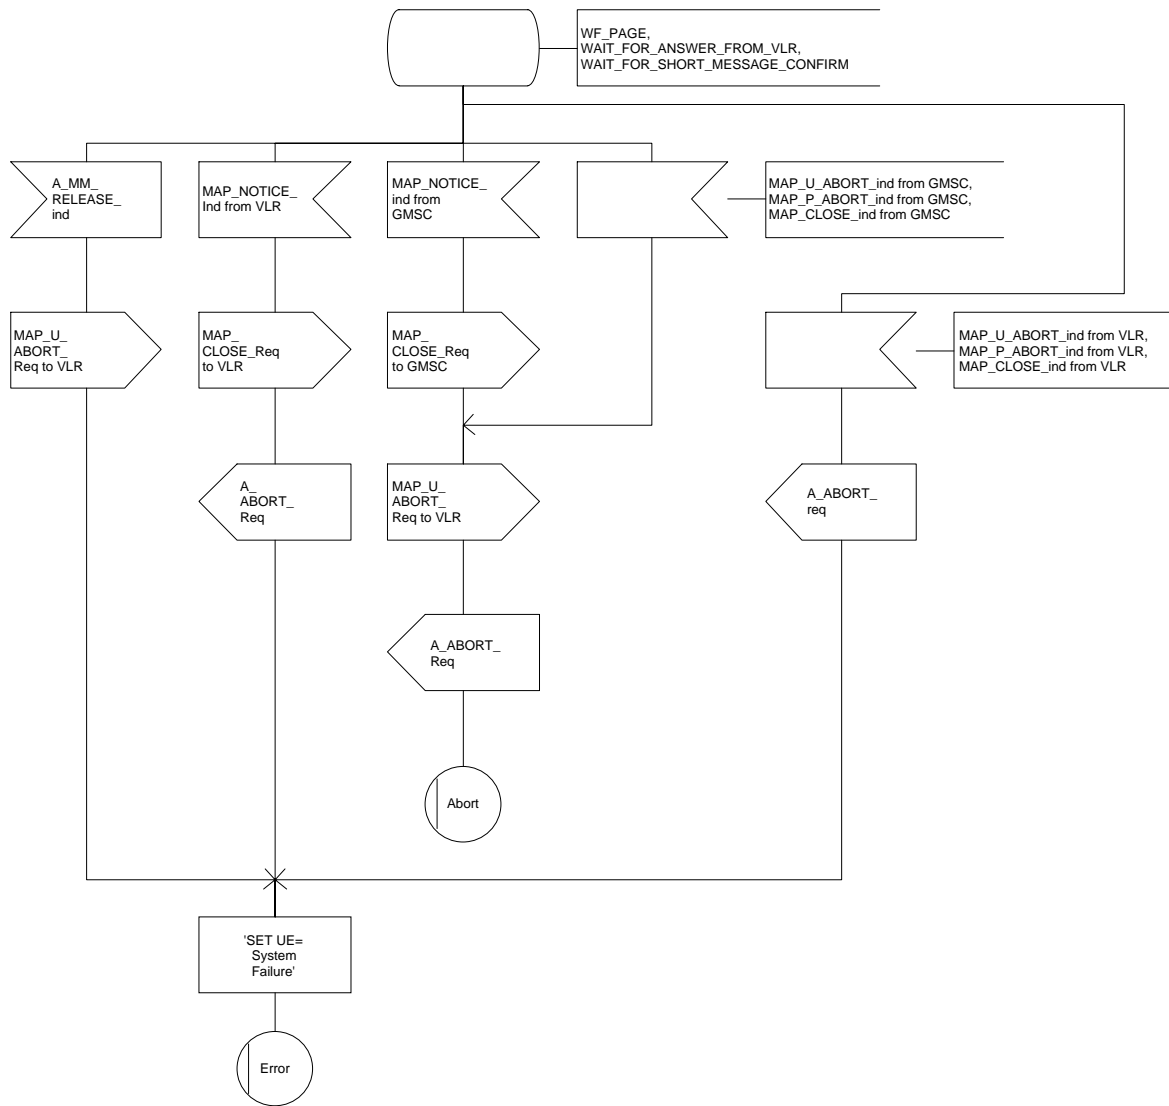 WF_PAGE,
WAIT_FOR_ANSWER_FROM_VLR,
WAIT_FOR_SHORT_MESSAGE_CONFIRM
A_MM_
RELEASE_
ind
MAP_NOTICE_
Ind from VLR
MAP_NOTICE_
ind from
GMSC
MAP_U_ABORT_ind from GMSC,
MAP_P_ABORT_ind from GMSC,
MAP_CLOSE_ind from GMSC
MAP_U_
ABORT_
Req to VLR
MAP_
CLOSE_Req
to VLR
MAP_
CLOSE_Req
to GMSC
MAP_U_ABORT_ind from VLR,
MAP_P_ABORT_ind from VLR,
MAP_CLOSE_ind from VLR
A_
ABORT_
Req
MAP_U_
ABORT_
Req to VLR
A_ABORT_
req
A_ABORT_
Req
Abort
'SET UE=
System
Failure'
Error